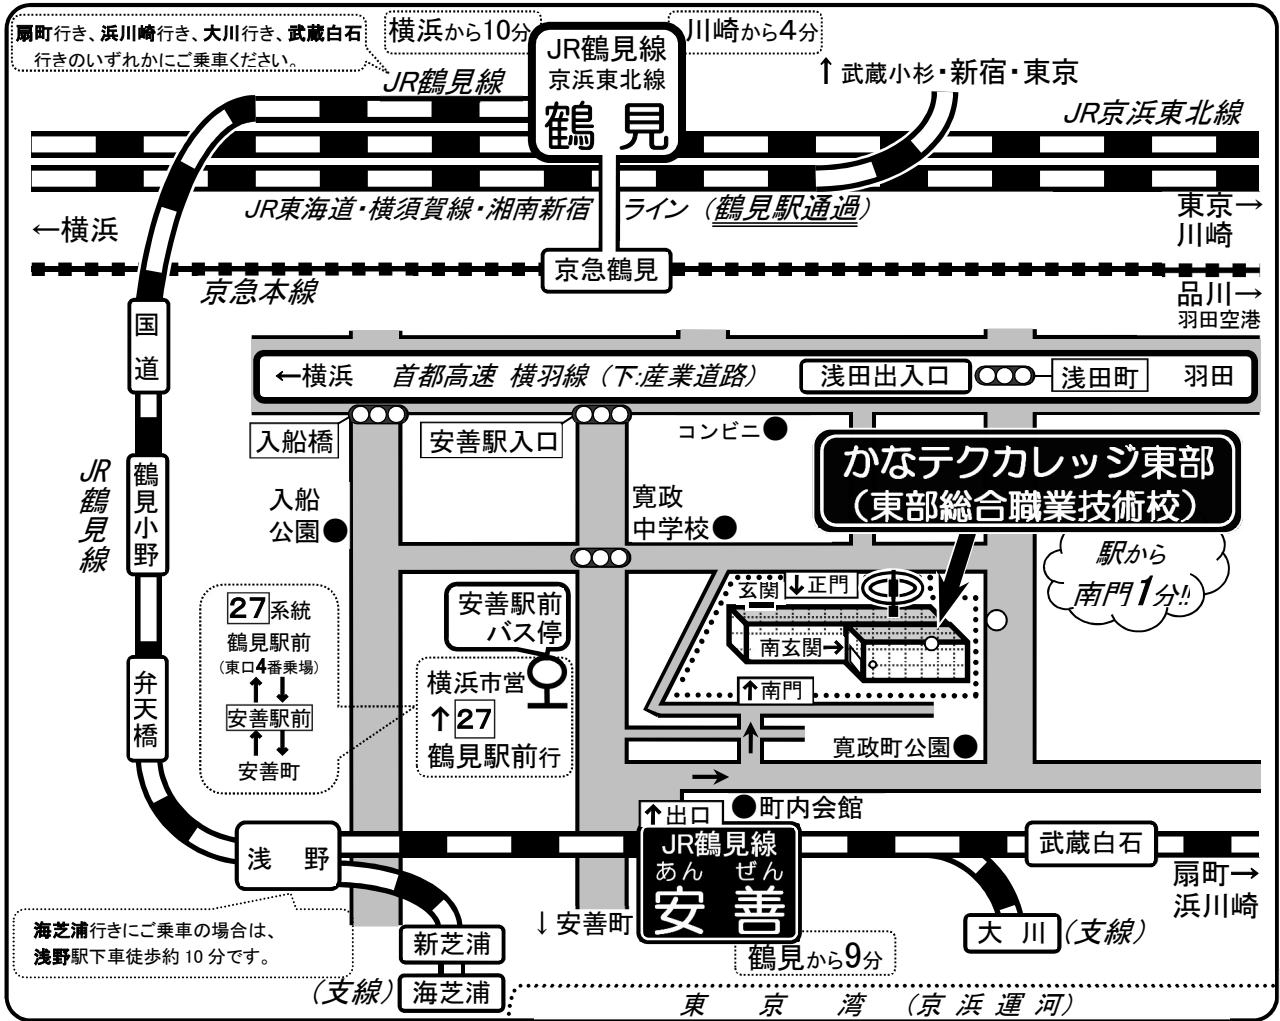 扇町行き、浜川崎行き、大川行き、武蔵白石
行きのいずれかにご乗車ください。
横浜から10分
川崎から4分
JR鶴見線
京浜東北線
鶴見
JR鶴見線
↑武蔵小杉・新宿・東京
JR京浜東北線
JR東海道・横須賀線・湘南新宿ライン（鶴見駅通過）
←横浜
東京→
川崎
京急鶴見
京急本線
品川→
羽田空港
国道
←横浜
首都高速 横羽線（下:産業道路）
浅田出入口
浅田町
羽田
入船橋
安善駅入口
コンビニ
かなテクカレッジ東部
（東部総合職業技術校）
JR鶴見線
鶴見小野
入船
公園
寛政
中学校
駅から
南門1分!!
27系統
鶴見駅前
（東口4番乗場）
安善駅前
安善町
安善駅前
バス停
横浜市営
↑27
鶴見駅前行
玄関
↓正門
南玄関→
↑南門
弁天橋
寛政町公園
↑出口
町内会館
浅野
JR鶴見線
あん ぜん
安善
武蔵白石
扇町→
浜川崎
海芝浦行きにご乗車の場合は、
浅野駅下車徒歩約10分です。
新芝浦
↓安善町
鶴見から9分
大川
（支線）
（支線）
海芝浦
東京湾（京浜運河）